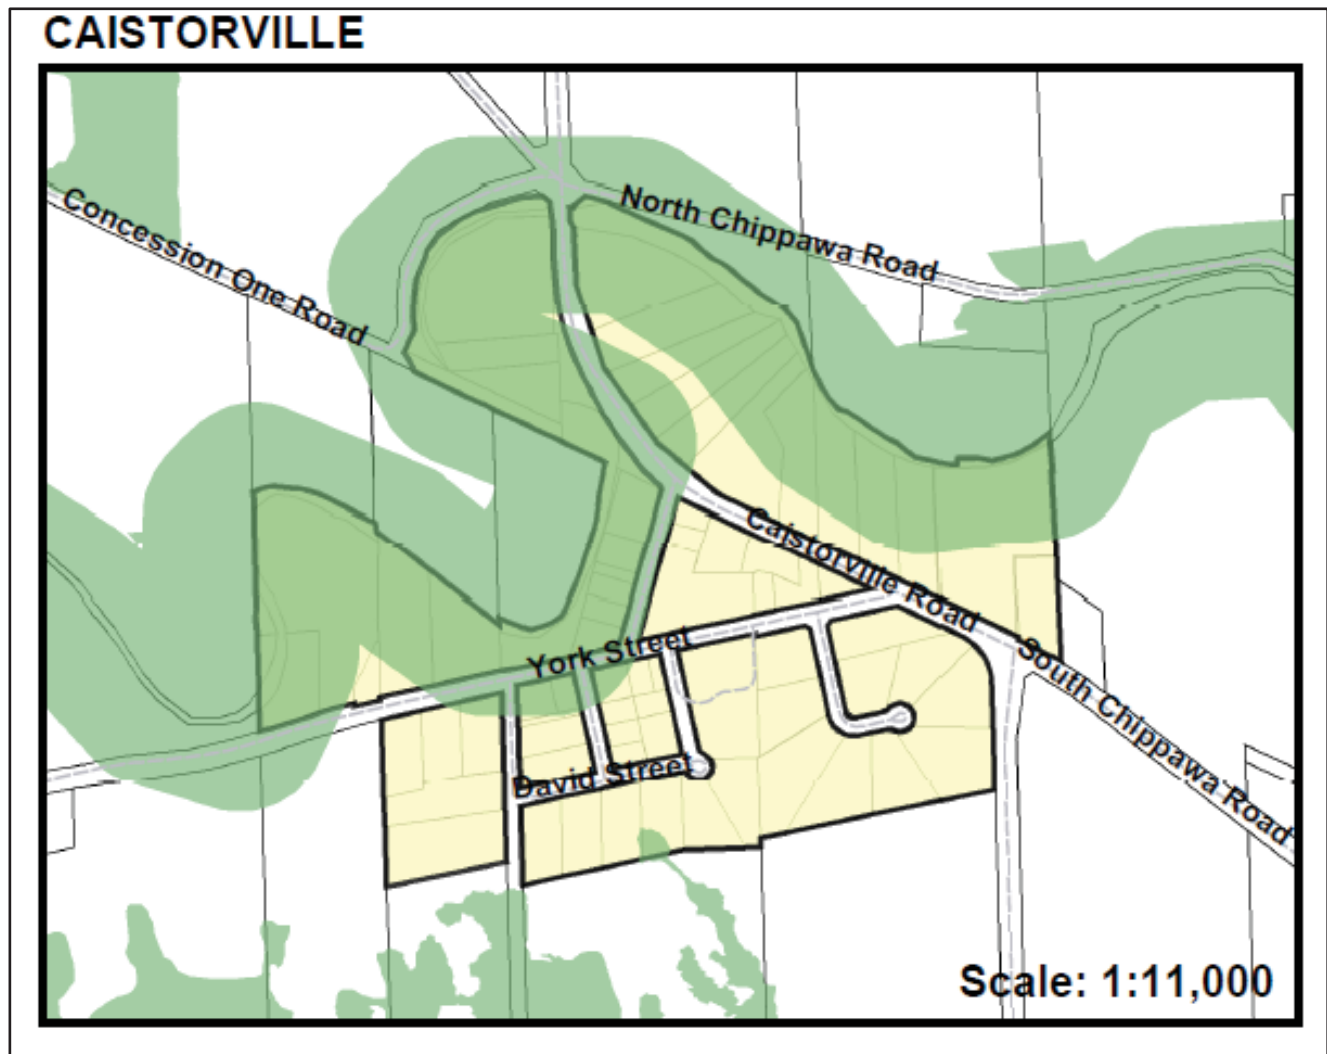 CAISTORVILLE
Concession One Road
North Chippawa Road
Caistorville Road
York Street
South Chippawa Road
David Street
Scale: 1:11,000